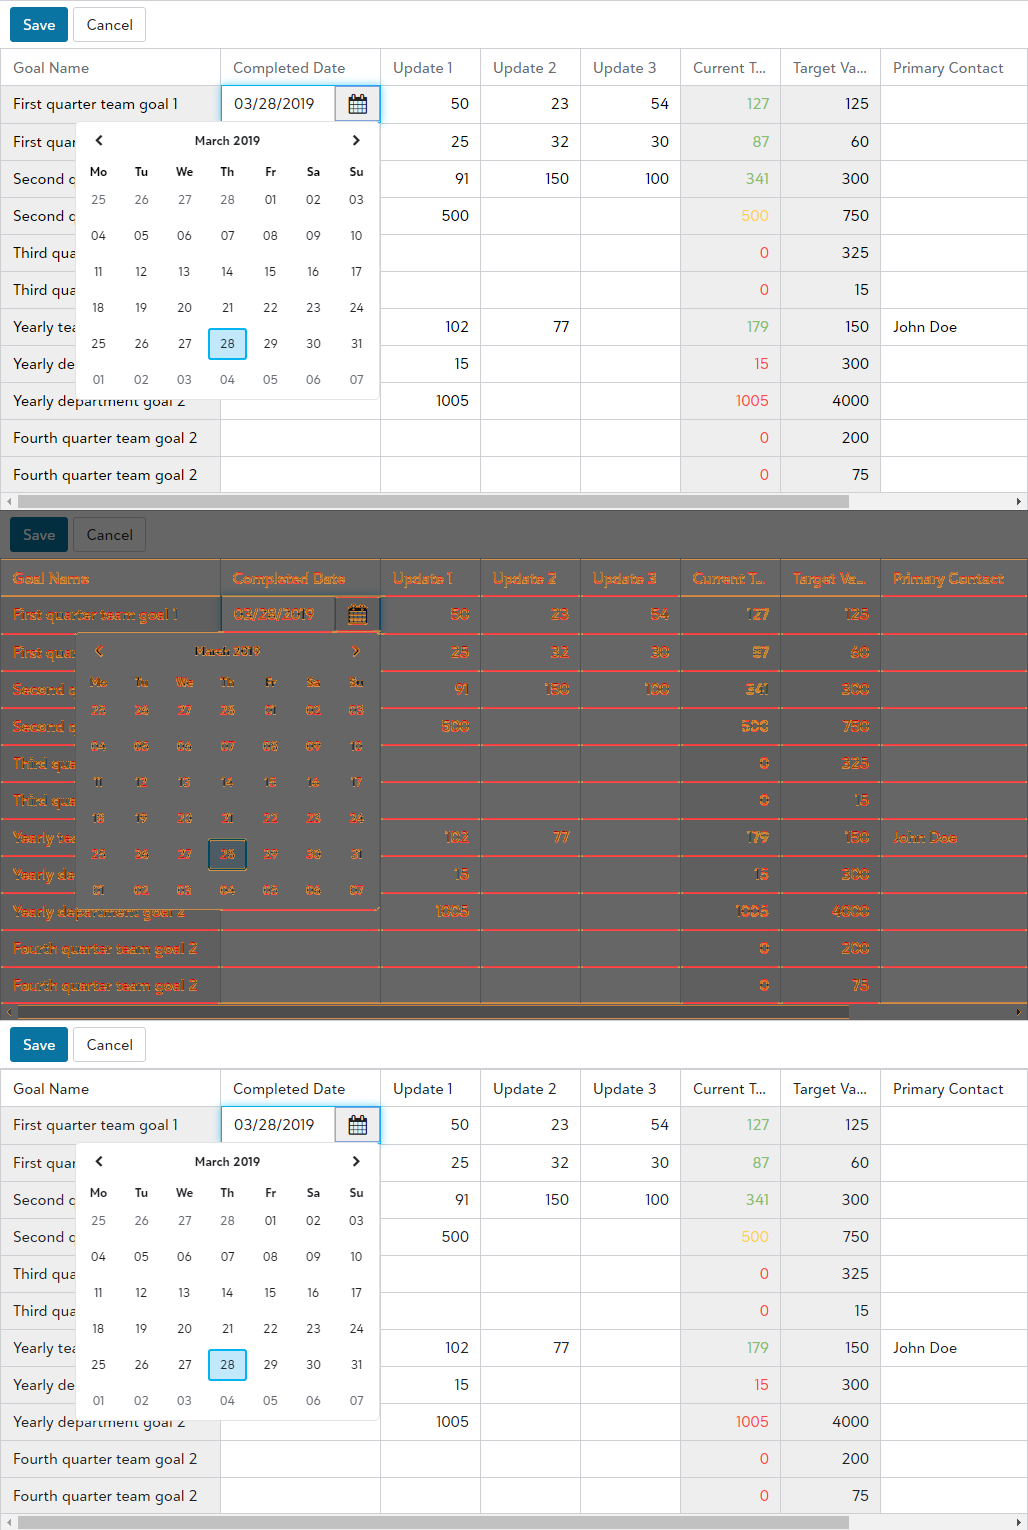 Save Cancel
Goal Name Completed Date Update 1 Update 2 Update 3 Current T... Target Va... Primary Contact
First quarter team goal 1 03/28/2019 50 23 54 127 125
First quar 25 32 30 87 60
March 2019
Mo Tu We Th Fr Sa Su
Second q 91 150 100 341 300
25 26 27 28 01 02 03
Second q 500 500 750
04 05 06 07 08 09 10
Third qua 0 325
11 12 13 14 15 16 17
Third qua 0 15
18 19 20 21 22 23 24
Yearly tea 102 77 179 150 John Doe
25 26 27 28 29 30 31
Yearly de 15 15 300
01 02 03 04 05 06 07
Yearly department goal 2 1005 1005 4000
Fourth quarter team goal 2 0 200
Fourth quarter team goal 2 0 75
Save Cancel
Goal Name Completed Date Update 1 Update 2 Update 3 Current T... Target Va... Primary Contact
First quarter team goal 1 03/28/2019 50 23 54 127 125
First quar 25 32 30 87 60
March 2019
Mo Tu We Th Fr Sa Su
Second q 91 150 100 341 300
25 26 27 28 01 02 03
Second q 500 500 750
04 05 06 07 08 09 10
Third qua 0 325
11 12 13 14 15 16 17
Third qua 0 15
18 19 20 21 22 23 24
Yearly tea 102 77 179 150 John Doe
25 26 27 28 29 30 31
Yearly de 15 15 300
01 02 03 04 05 06 07
Yearly department goal 2 1005 1005 4000
Fourth quarter team goal 2 0 200
Fourth quarter team goal 2 0 75
Save Cancel
Goal Name Completed Date Update 1 Update 2 Update 3 Current T... Target Va... Primary Contact
First quarter team goal 1 03/28/2019 50 23 54 127 125
First quar 25 32 30 87 60
March 2019
Mo Tu We Th Fr Sa Su
Second q 91 150 100 341 300
25 26 27 28 01 02 03
Second q 500 500 750
04 05 06 07 08 09 10
Third qua 0 325
11 12 13 14 15 16 17
Third qua 0 15
18 19 20 21 22 23 24
Yearly tea 102 77 179 150 John Doe
25 26 27 28 29 30 31
Yearly de 15 15 300
01 02 03 04 05 06 07
Yearly department goal 2 1005 1005 4000
Fourth quarter team goal 2 0 200
Fourth quarter team goal 2 0 75